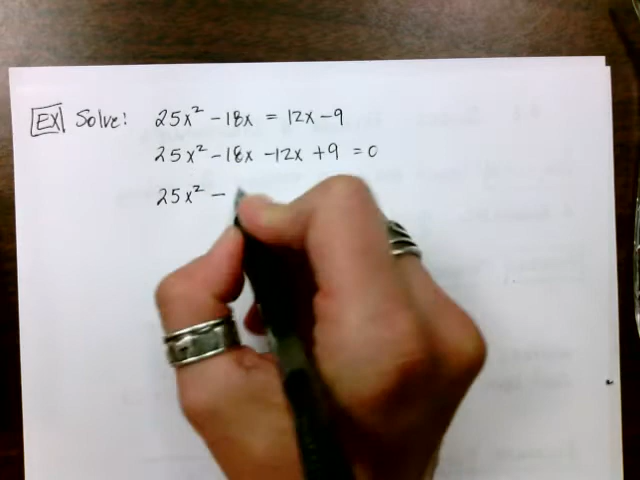 EX Solve: 25x² - 18x = 12x - 9
25x² - 18x - 12x + 9 = 0
25x² -